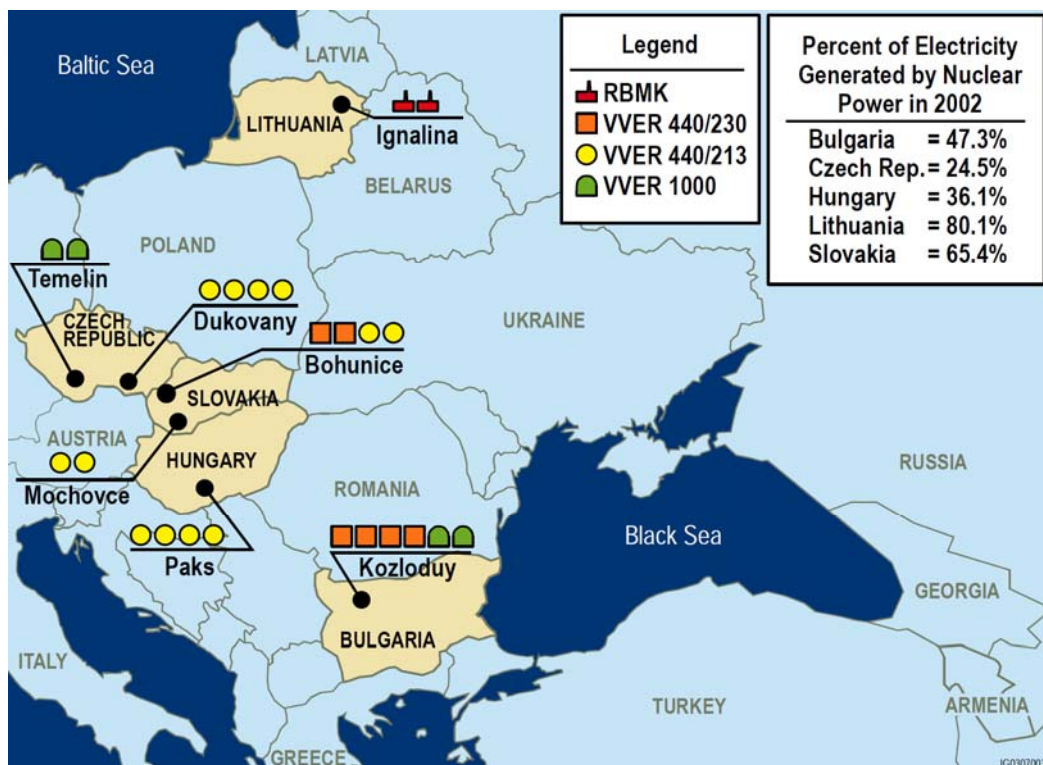 Baltic Sea
LATVIA
LITHUANIA
Ignalina
BELARUS
Legend
RBMK
VVER 440/230
VVER 440/213
VVER 1000
Percent of Electricity
Generated by Nuclear
Power in 2002
Bulgaria = 47.3%
Czech Rep. = 24.5%
Hungary = 36.1%
Lithuania = 80.1%
Slovakia = 65.4%
POLAND
Temelin
Dukovany
CZECH
REPUBLIC
Bohunice
UKRAINE
SLOVAKIA
AUSTRIA
HUNGARY
Mochovce
ROMANIA
RUSSIA
Paks
Kozloduy
Black Sea
GEORGIA
BULGARIA
ITALY
TURKEY
ARMENIA
GREECE